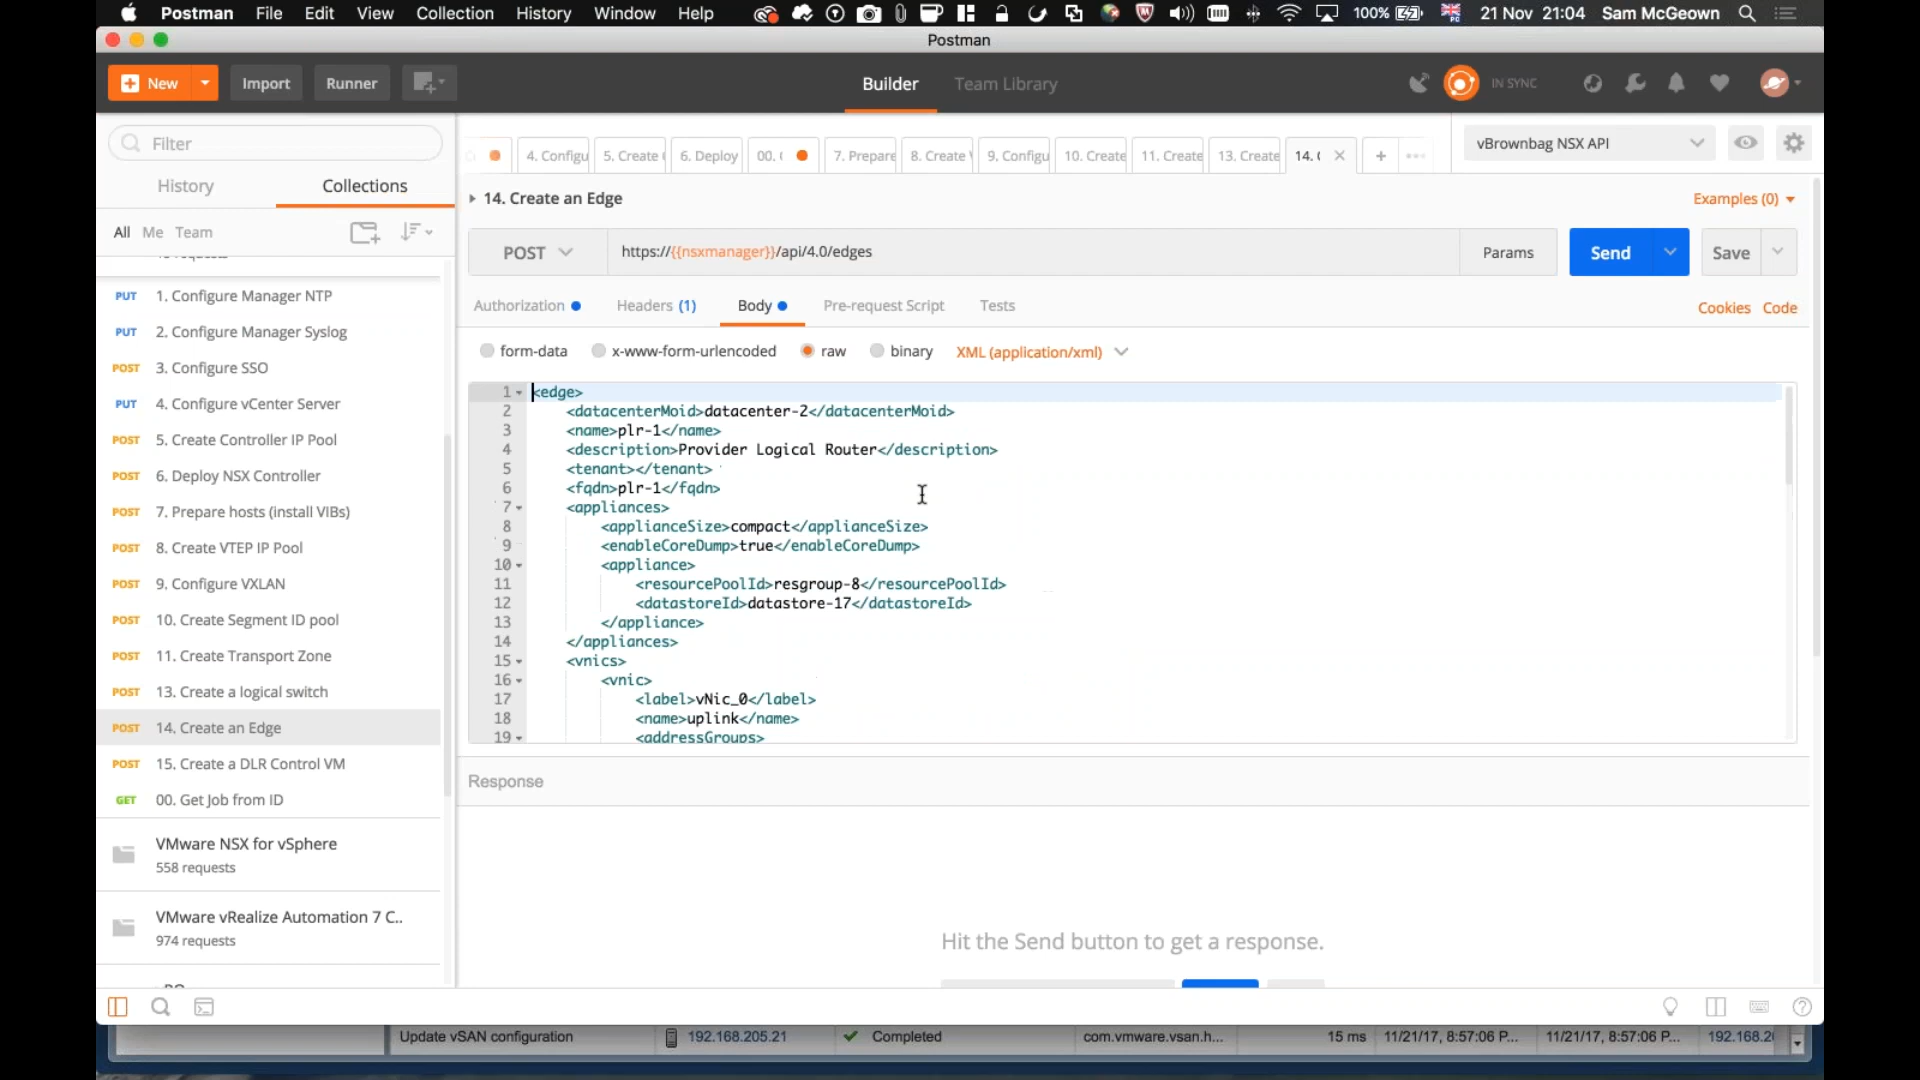 Postman File Edit View Collection History Window Help 100% 21 Nov 21:04 Sam McGeown
Postman
New Import Runner Builder Team Library IN SYNC
Filter
History Collections
All Me Team
PUT 1. Configure Manager NTP
PUT 2. Configure Manager Syslog
POST 3. Configure SSO
PUT 4. Configure vCenter Server
POST 5. Create Controller IP Pool
POST 6. Deploy NSX Controller
POST 7. Prepare hosts (install VIBs)
POST 8. Create VTEP IP Pool
POST 9. Configure VXLAN
POST 10. Create Segment ID pool
POST 11. Create Transport Zone
POST 13. Create a logical switch
POST 14. Create an Edge
POST 15. Create a DLR Control VM
GET 00. Get Job from ID
VMware NSX for vSphere
558 requests
VMware vRealize Automation 7 C..
974 requests
4. Configu 5. Create 6. Deploy 00. 7. Prepare 8. Create 9. Configu 10. Create 11. Create 13. Create 14.
vBrownbag NSX API
14. Create an Edge
Examples (0)
POST https://{{nsxmanager}}/api/4.0/edges Params Send Save
Authorization Headers (1) Body Pre-request Script Tests Cookies Code
form-data x-www-form-urlencoded raw binary XML (application/xml)
1 <edge>
2 <datacenterMoid>datacenter-2</datacenterMoid>
3 <name>plr-1</name>
4 <description>Provider Logical Router</description>
5 <tenant></tenant>
6 <fqdn>plr-1</fqdn>
7 <appliances>
8 <applianceSize>compact</applianceSize>
9 <enableCoreDump>true</enableCoreDump>
10 <appliance>
11 <resourcePoolId>resgroup-8</resourcePoolId>
12 <datastoreId>datastore-17</datastoreId>
13 </appliance>
14 </appliances>
15 <vnics>
16 <vnic>
17 <label>vNic_0</label>
18 <name>uplink</name>
19 <addressGroups>
Response
Hit the Send button to get a response.
Update vSAN configuration 192.168.205.21 Completed com.vmware.vsan.h... 15 ms 11/21/17, 8:57:06 P... 11/21/17, 8:57:06 P... 192.168.2